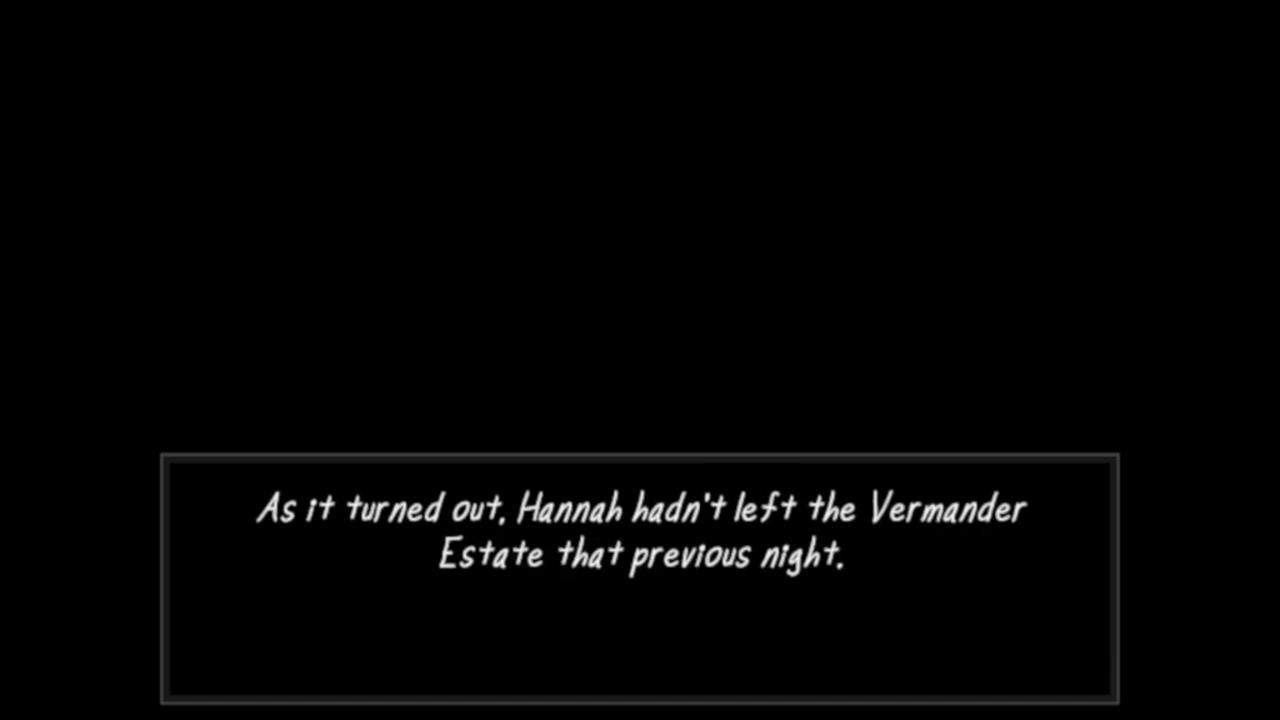 As it turned out, Hannah hadn't left the Vermander
Estate that previous night.